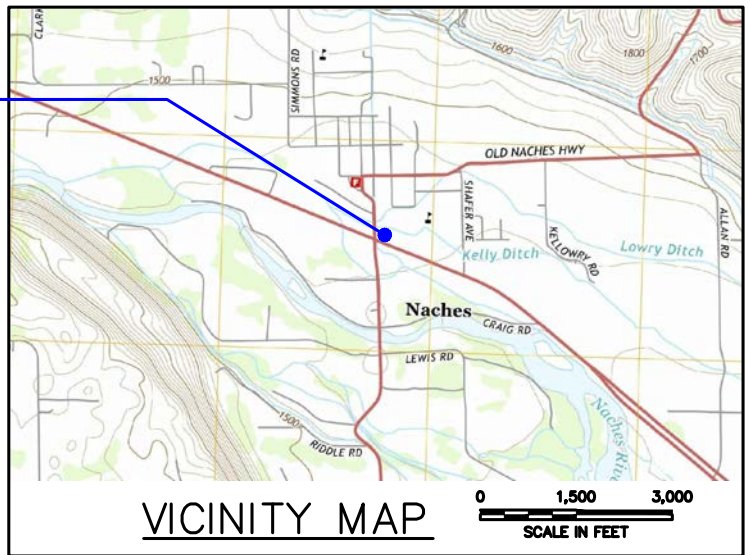 CLARK
SIMMONS RD
1600
1800
1700
1500
OLD NACHES HWY
P
SHAFER AVE
KELLOWRY RD
ALLAN RD
Kelly Ditch
Lowry Ditch
Naches
CRAIG RD
LEWIS RD
Naches River
1500
RIDDLE RD
VICINITY MAP
0 1,500 3,000
SCALE IN FEET